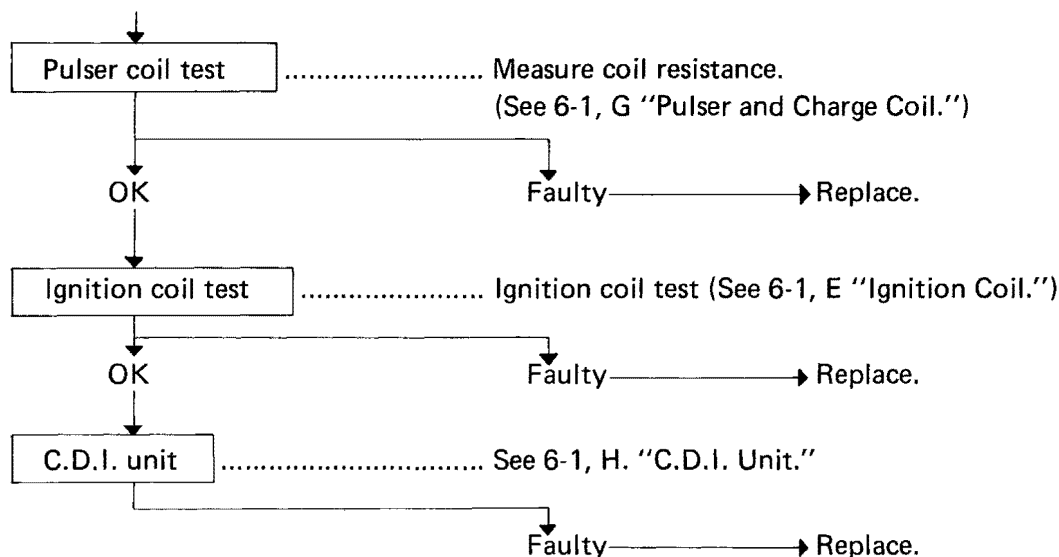 Pulser coil test ........................ Measure coil resistance.
(See 6-1, G "Pulser and Charge Coil.")
OK Faulty Replace.
Ignition coil test ...................... Ignition coil test (See 6-1, E "Ignition Coil.")
OK Faulty Replace.
C.D.I. unit ................................ See 6-1, H. "C.D.I. Unit."
Faulty Replace.